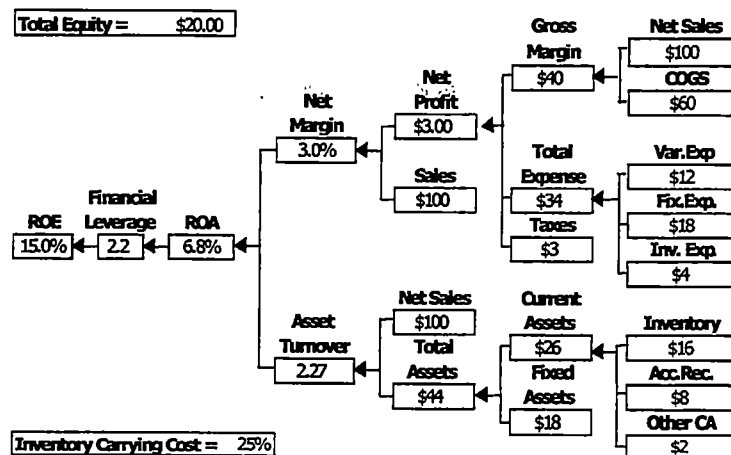 Total Equity = $20.00
Gross Margin
$40
Net Sales
$100
COGS
$60
Net Profit
$3.00
Net Margin
3.0%
Sales
$100
Total Expense
$34
Taxes
$3
Var.Exp
$12
Fix.Exp.
$18
Inv. Exp.
$4
ROE
15.0%
Financial Leverage
2.2
ROA
6.8%
Asset Turnover
2.27
Net Sales
$100
Total Assets
$44
Current Assets
$26
Fixed Assets
$18
Inventory
$16
Acc.Rec.
$8
Other CA
$2
Inventory Carrying Cost = 25%